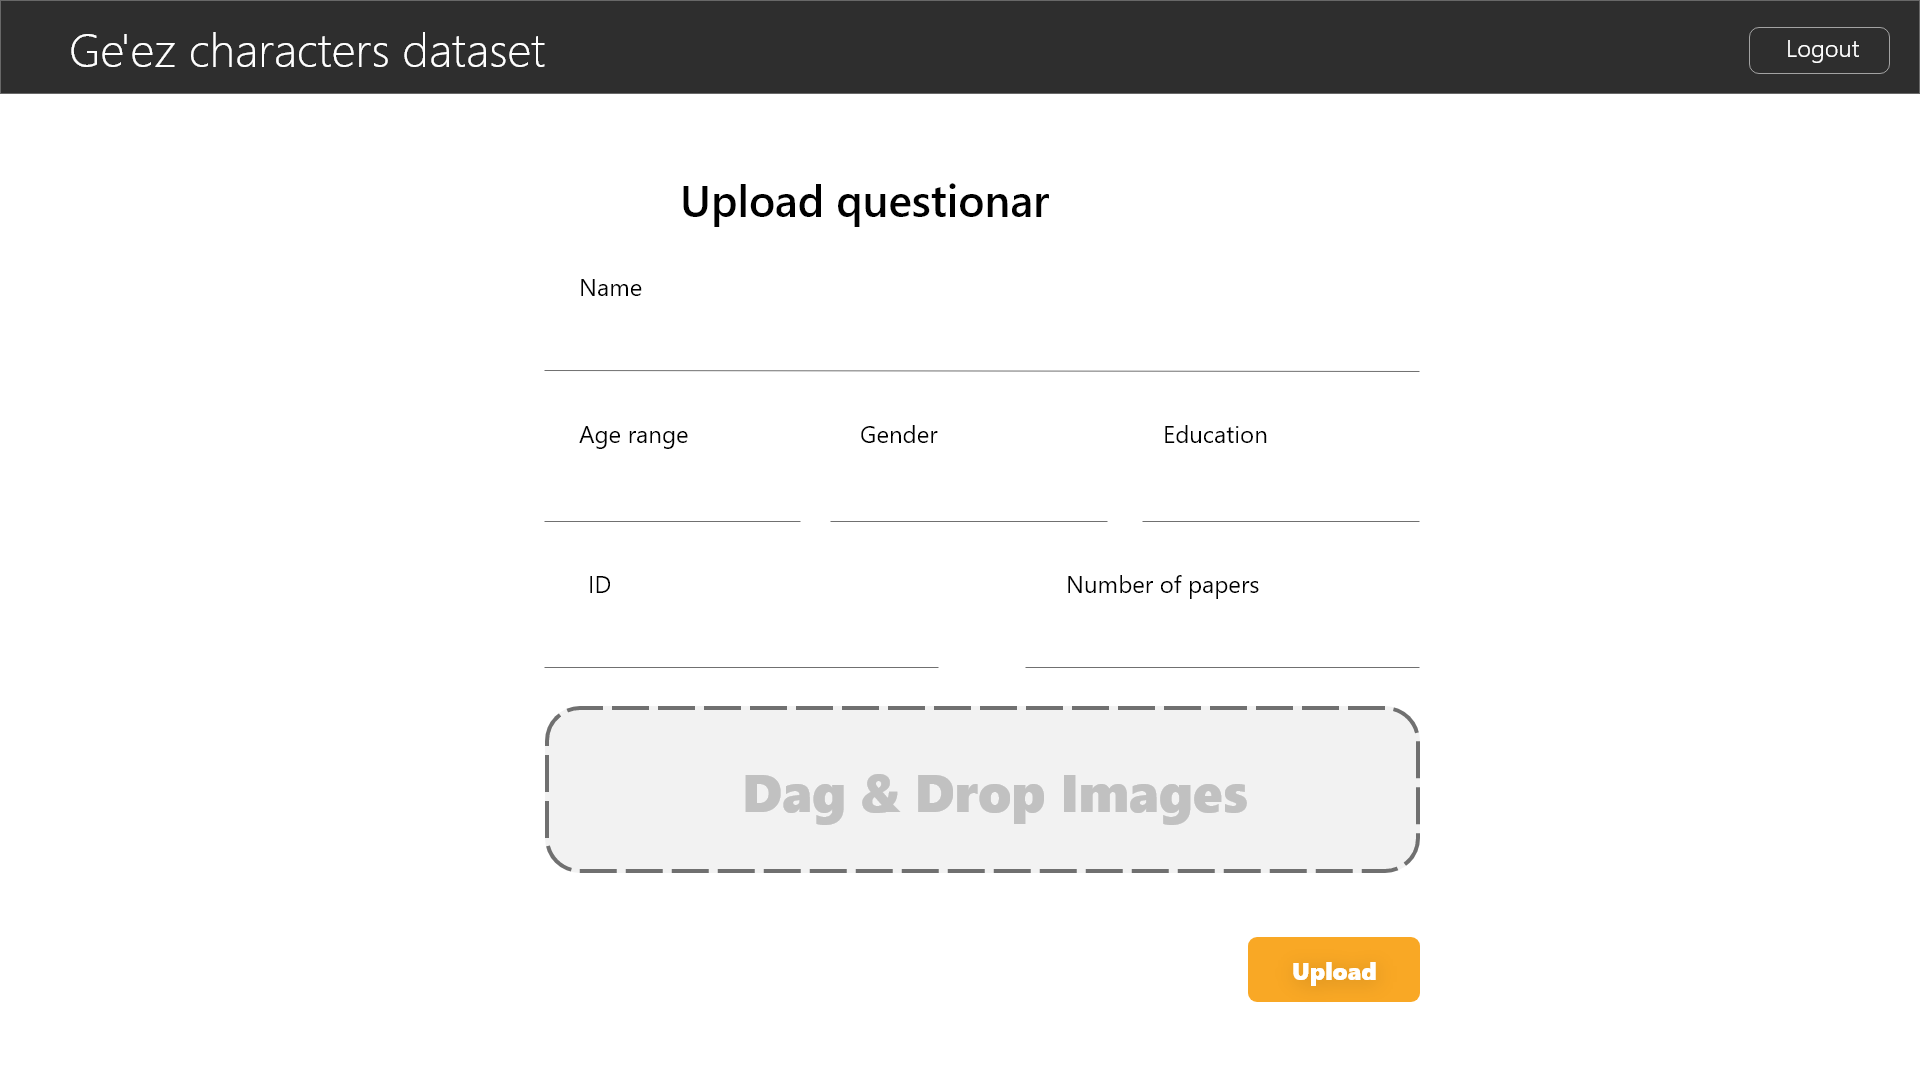 Ge'ez characters dataset
Logout
Upload questionar
Name
Age range
Gender
Education
ID
Number of papers
Dag & Drop Images
Upload